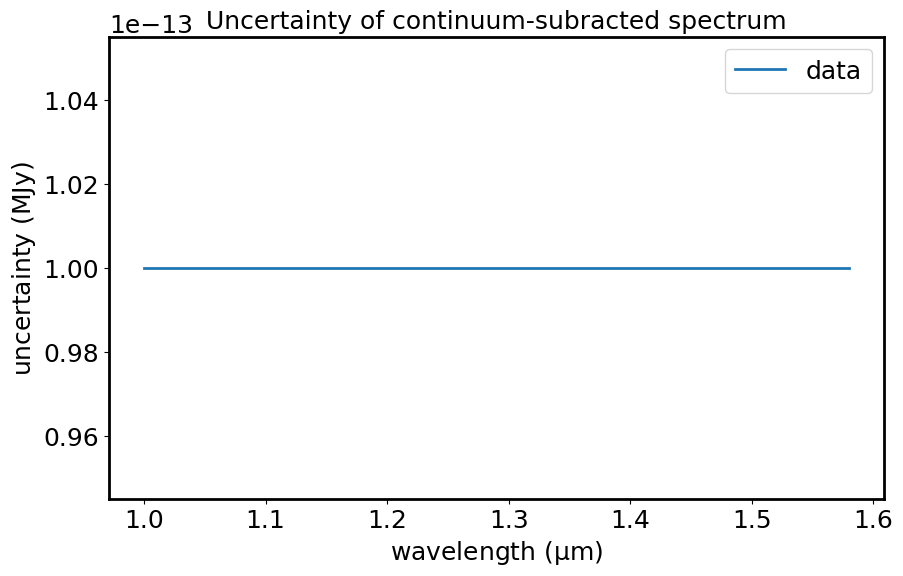 1e−13 Uncertainty of continuum-subracted spectrum
data
1.04
1.02
1.00
0.98
0.96
uncertainty (MJy)
1.0 1.1 1.2 1.3 1.4 1.5 1.6
wavelength (μm)